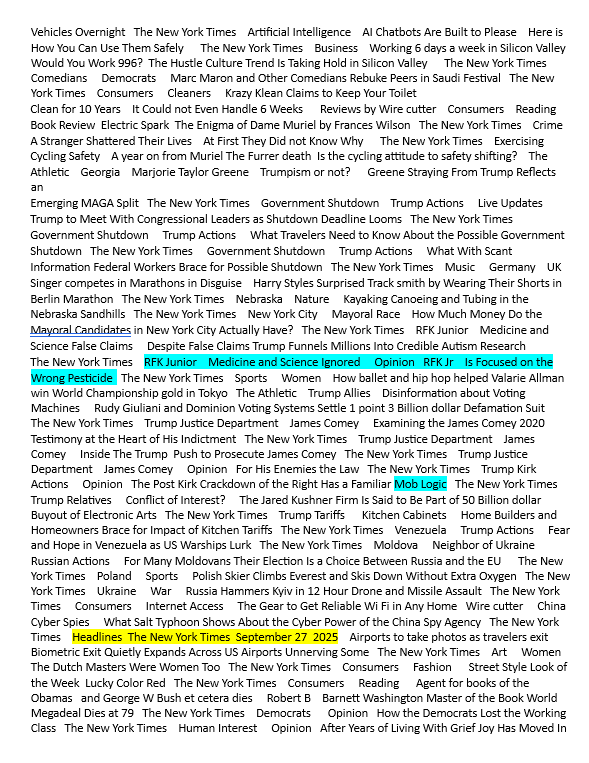 Vehicles Overnight The New York Times Artificial Intelligence AI Chatbots Are Built to Please Here is
How You Can Use Them Safely The New York Times Business Working 6 days a week in Silicon Valley
Would You Work 996? The Hustle Culture Trend Is Taking Hold in Silicon Valley The New York Times
Comedians Democrats Marc Maron and Other Comedians Rebuke Peers in Saudi Festival The New
York Times Consumers Cleaners Krazy Klean Claims to Keep Your Toilet
Clean for 10 Years It Could not Even Handle 6 Weeks Reviews by Wire cutter Consumers Reading
Book Review Electric Spark The Enigma of Dame Muriel by Frances Wilson The New York Times Crime
A Stranger Shattered Their Lives At First They Did not Know Why The New York Times Exercising
Cycling Safety A year on from Muriel The Furrer death Is the cycling attitude to safety shifting? The
Athletic Georgia Marjorie Taylor Greene Trumpism or not? Greene Straying From Trump Reflects
an
Emerging MAGA Split The New York Times Government Shutdown Trump Actions Live Updates
Trump to Meet With Congressional Leaders as Shutdown Deadline Looms The New York Times
Government Shutdown Trump Actions What Travelers Need to Know About the Possible Government
Shutdown The New York Times Government Shutdown Trump Actions What With Scant
Information Federal Workers Brace for Possible Shutdown The New York Times Music Germany UK
Singer competes in Marathons in Disguise Harry Styles Surprised Track smith by Wearing Their Shorts in
Berlin Marathon The New York Times Nebraska Nature Kayaking Canoeing and Tubing in the
Nebraska Sandhills The New York Times New York City Mayoral Race How Much Money Do the
Mayoral Candidates in New York City Actually Have? The New York Times RFK Junior Medicine and
Science False Claims Despite False Claims Trump Funnels Millions Into Credible Autism Research
The New York Times RFK Junior Medicine and Science Ignored Opinion RFK Jr Is Focused on the
Wrong Pesticide The New York Times Sports Women How ballet and hip hop helped Valarie Allman
win World Championship gold in Tokyo The Athletic Trump Allies Disinformation about Voting
Machines Rudy Giuliani and Dominion Voting Systems Settle 1 point 3 Billion dollar Defamation Suit
The New York Times Trump Justice Department James Comey Examining the James Comey 2020
Testimony at the Heart of His Indictment The New York Times Trump Justice Department James
Comey Inside The Trump Push to Prosecute James Comey The New York Times Trump Justice
Department James Comey Opinion For His Enemies the Law The New York Times Trump Kirk
Actions Opinion The Post Kirk Crackdown of the Right Has a Familiar Mob Logic The New York Times
Trump Relatives Conflict of Interest? The Jared Kushner Firm Is Said to Be Part of 50 Billion dollar
Buyout of Electronic Arts The New York Times Trump Tariffs Kitchen Cabinets Home Builders and
Homeowners Brace for Impact of Kitchen Tariffs The New York Times Venezuela Trump Actions Fear
and Hope in Venezuela as US Warships Lurk The New York Times Moldova Neighbor of Ukraine
Russian Actions For Many Moldovans Their Election Is a Choice Between Russia and the EU The New
York Times Poland Sports Polish Skier Climbs Everest and Skis Down Without Extra Oxygen The New
York Times Ukraine War Russia Hammers Kyiv in 12 Hour Drone and Missile Assault The New York
Times Consumers Internet Access The Gear to Get Reliable Wi Fi in Any Home Wire cutter China
Cyber Spies What Salt Typhoon Shows About the Cyber Power of the China Spy Agency The New York
Times Headlines The New York Times September 27 2025 Airports to take photos as travelers exit
Biometric Exit Quietly Expands Across US Airports Unnerving Some The New York Times Art Women
The Dutch Masters Were Women Too The New York Times Consumers Fashion Street Style Look of
the Week Lucky Color Red The New York Times Consumers Reading Agent for books of the
Obamas and George W Bush et cetera dies Robert B Barnett Washington Master of the Book World
Megadeal Dies at 79 The New York Times Democrats Opinion How the Democrats Lost the Working
Class The New York Times Human Interest Opinion After Years of Living With Grief Joy Has Moved In